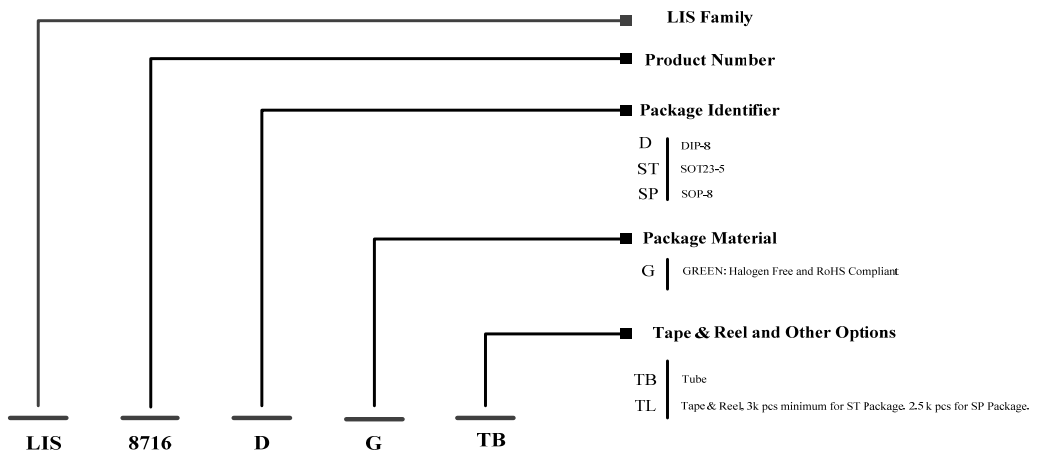 LIS Family
Product Number
Package Identifier
D DIP-8
ST SOT23-5
SP SOP-8
Package Material
G GREEN: Halogen Free and RoHS Compliant
Tape & Reel and Other Options
TB Tube
TL Tape & Reel, 3k pcs minimum for ST Package. 2.5 k pcs for SP Package.
LIS 8716 D G TB